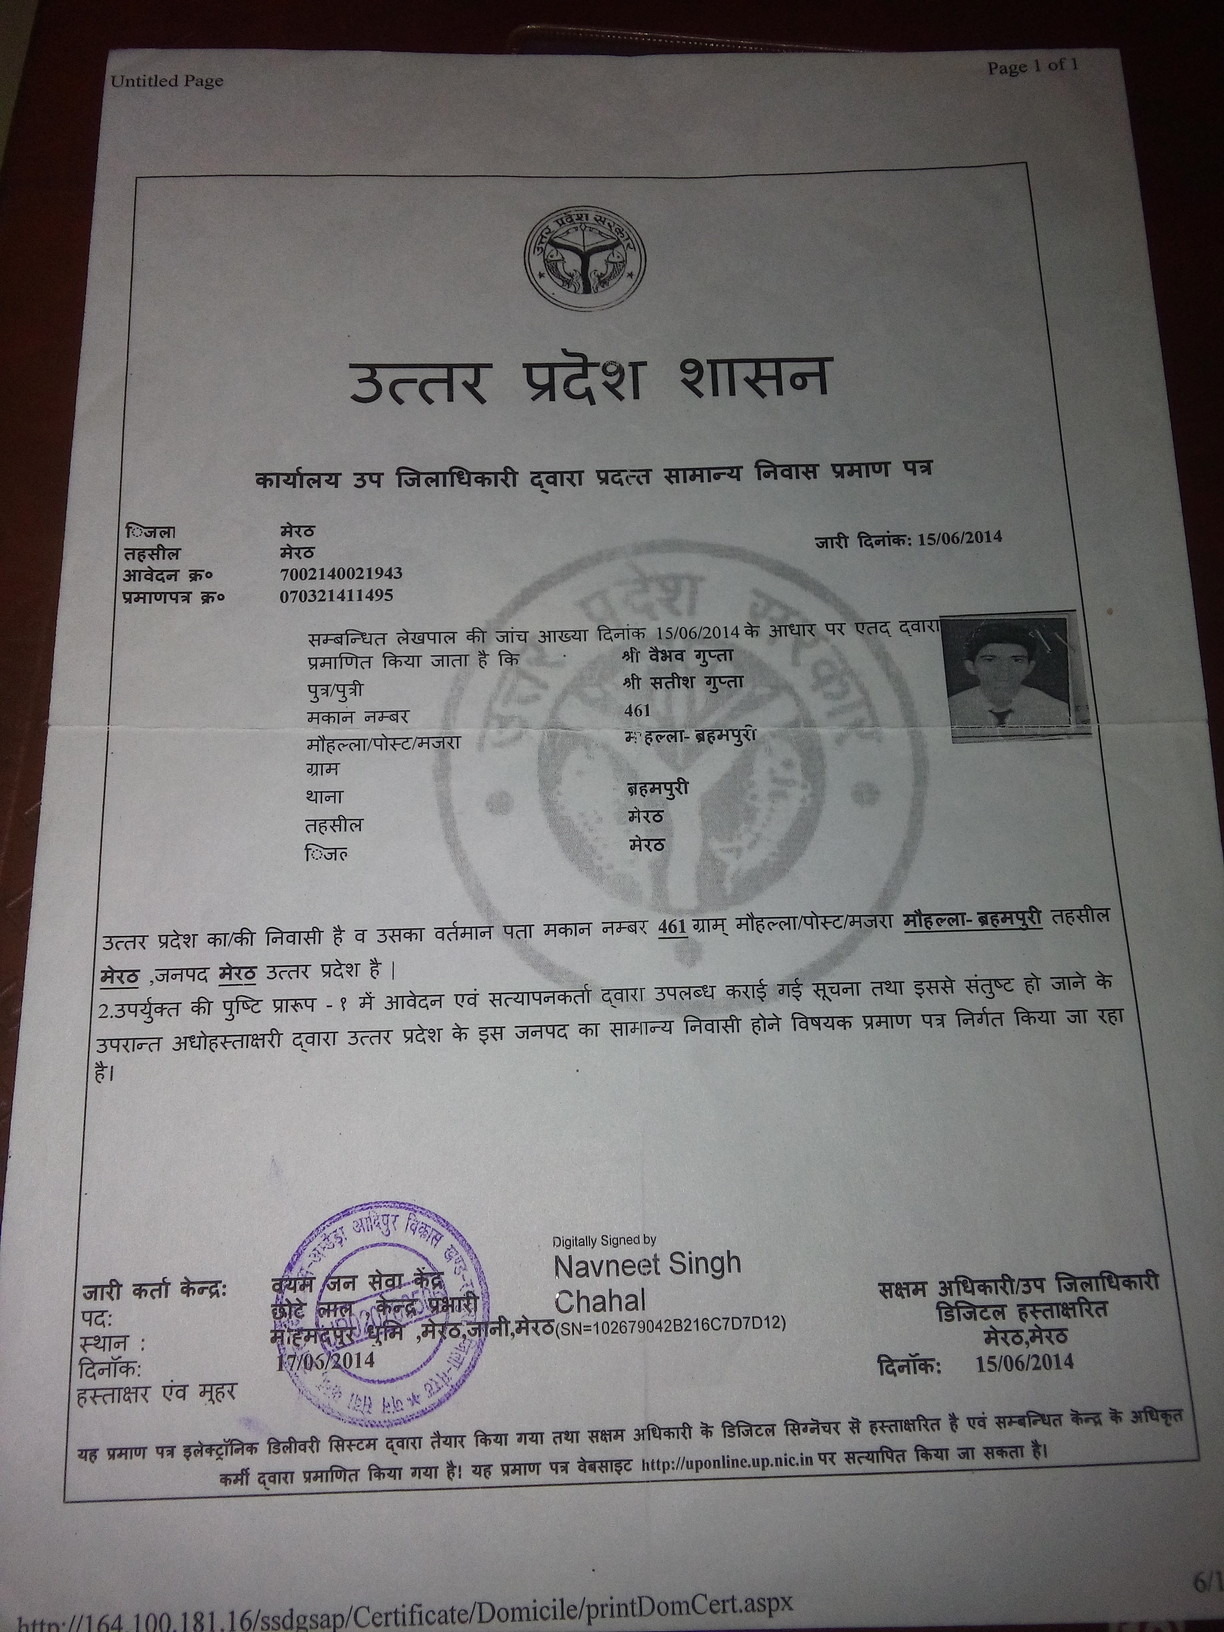 Untitled Page
Page 1 of 1
उत्तर प्रदेश सरकार
उत्तर प्रदेश शासन
कार्यालय उप जिलाधिकारी द्वारा प्रदत्त सामान्य निवास प्रमाण पत्र
जारी दिनांक: 15/06/2014
िजला मेरठ
तहसील मेरठ
आवेदन क्र० 7002140021943
प्रमाणपत्र क्र० 070321411495
सम्बन्धित लेखपाल की जांच आख्या दिनांक 15/06/2014 के आधार पर एतद् द्वारा
प्रमाणित किया जाता है कि श्री वैभव गुप्ता
पुत्र/पुत्री श्री सतीश गुप्ता
मकान नम्बर 461
मौहल्ला/पोस्ट/मजरा मौहल्ला- ब्रहमपुरी
ग्राम
थाना ब्रहमपुरी
तहसील मेरठ
िजला मेरठ
उत्तर प्रदेश का/की निवासी है व उसका वर्तमान पता मकान नम्बर 461 ग्राम् मौहल्ला/पोस्ट/मजरा मौहल्ला- ब्रहमपुरी तहसील
मेरठ ,जनपद मेरठ उत्तर प्रदेश है |
2.उपर्युक्त की पुष्टि प्रारूप - १ में आवेदन एवं सत्यापनकर्ता द्वारा उपलब्ध कराई गई सूचना तथा इससे संतुष्ट हो जाने के
उपरान्त अधोहस्ताक्षरी द्वारा उत्तर प्रदेश के इस जनपद का सामान्य निवासी होने विषयक प्रमाण पत्र निर्गत किया जा रहा
है।
Digitally Signed by
Navneet Singh
Chahal
(SN=102679042B216C7D7D12)
जारी कर्ता केन्द्र: व्यास जन सेवा केंद्र
पद: छोटे लाल , केन्द्र प्रभारी
स्थान : मेरठ,जानी,मेरठ
दिनाँक: 17/06/2014
हस्ताक्षर एंव मूहर
सक्षम अधिकारी/उप जिलाधिकारी
डिजिटल हस्ताक्षरित
मेरठ,मेरठ
दिनाँक: 15/06/2014
यह प्रमाण पत्र इलेक्ट्रॉनिक डिलीवरी सिस्टम द्वारा तैयार किया गया तथा सक्षम अधिकारी के डिजिटल सिग्नेचर से हस्ताक्षरित है एवं सम्बन्धित केन्द्र के अधिकृत
कर्मी द्वारा प्रमाणित किया गया है। यह प्रमाण पत्र वेबसाइट http://uponline.up.nic.in पर सत्यापित किया जा सकता है।
http://164.100.181.16/ssdgsap/Certificate/Domicile/printDomCert.aspx